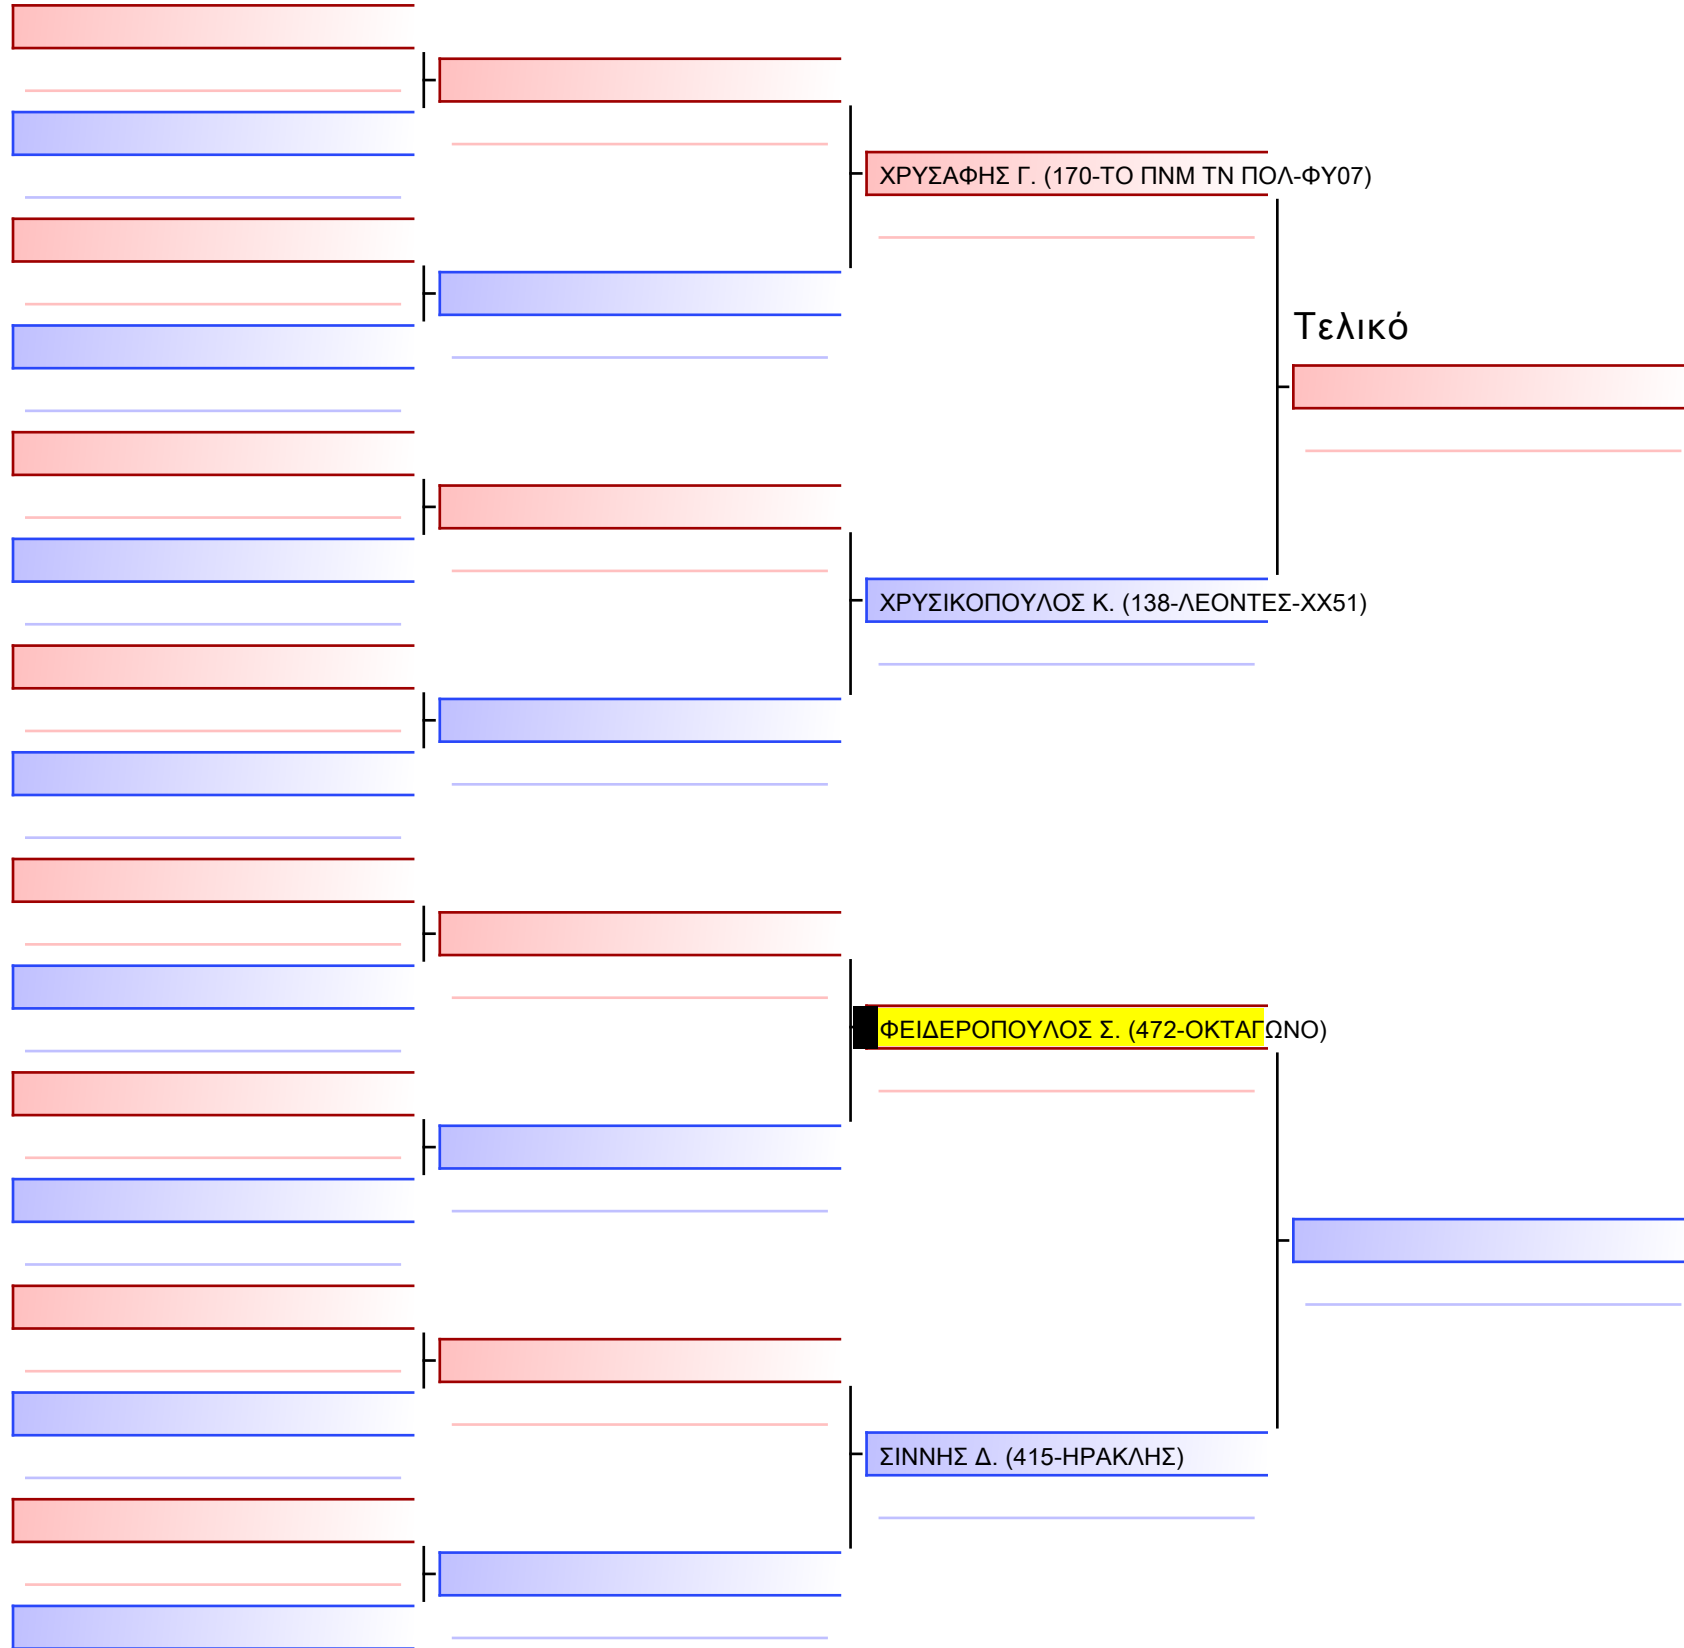 ΧΡΥΣΑΦΗΣ Γ. (170-ΤΟ ΠΝΜ ΤΝ ΠΟΛ-ΦΥ07)
Τελικό
ΧΡΥΣΙΚΟΠΟΥΛΟΣ Κ. (138-ΛΕΟΝΤΕΣ-ΧΧ51)
ΦΕΙΔΕΡΟΠΟΥΛΟΣ Σ. (472-ΟΚΤΑΓΩΝΟ)
ΣΙΝΝΗΣ Δ. (415-ΗΡΑΚΛΗΣ)